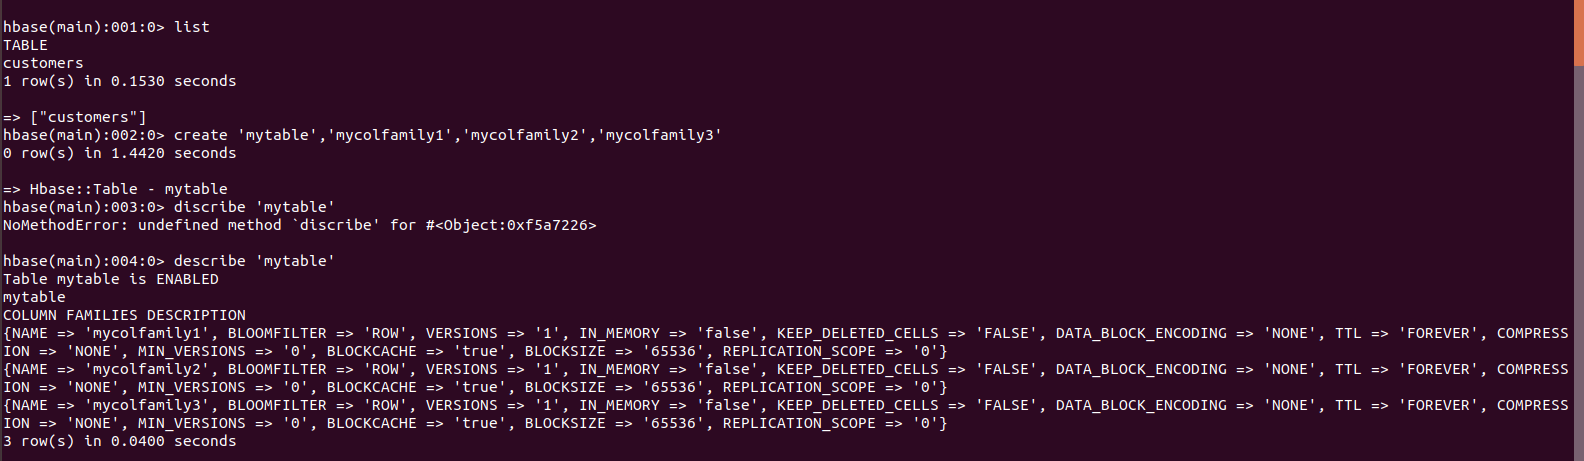 hbase(main):001:0> list
TABLE
customers
1 row(s) in 0.1530 seconds
=> ["customers"]
hbase(main):002:0> create 'mytable','mycolfamily1','mycolfamily2','mycolfamily3'
0 row(s) in 1.4420 seconds
=> Hbase::Table - mytable
hbase(main):003:0> discribe 'mytable'
NoMethodError: undefined method `discribe' for #<Object:0xf5a7226>
hbase(main):004:0> describe 'mytable'
Table mytable is ENABLED
mytable
COLUMN FAMILIES DESCRIPTION
{NAME => 'mycolfamily1', BLOOMFILTER => 'ROW', VERSIONS => '1', IN_MEMORY => 'false', KEEP_DELETED_CELLS => 'FALSE', DATA_BLOCK_ENCODING => 'NONE', TTL => 'FOREVER', COMPRESS
ION => 'NONE', MIN_VERSIONS => '0', BLOCKCACHE => 'true', BLOCKSIZE => '65536', REPLICATION_SCOPE => '0'}
{NAME => 'mycolfamily2', BLOOMFILTER => 'ROW', VERSIONS => '1', IN_MEMORY => 'false', KEEP_DELETED_CELLS => 'FALSE', DATA_BLOCK_ENCODING => 'NONE', TTL => 'FOREVER', COMPRESS
ION => 'NONE', MIN_VERSIONS => '0', BLOCKCACHE => 'true', BLOCKSIZE => '65536', REPLICATION_SCOPE => '0'}
{NAME => 'mycolfamily3', BLOOMFILTER => 'ROW', VERSIONS => '1', IN_MEMORY => 'false', KEEP_DELETED_CELLS => 'FALSE', DATA_BLOCK_ENCODING => 'NONE', TTL => 'FOREVER', COMPRESS
ION => 'NONE', MIN_VERSIONS => '0', BLOCKCACHE => 'true', BLOCKSIZE => '65536', REPLICATION_SCOPE => '0'}
3 row(s) in 0.0400 seconds